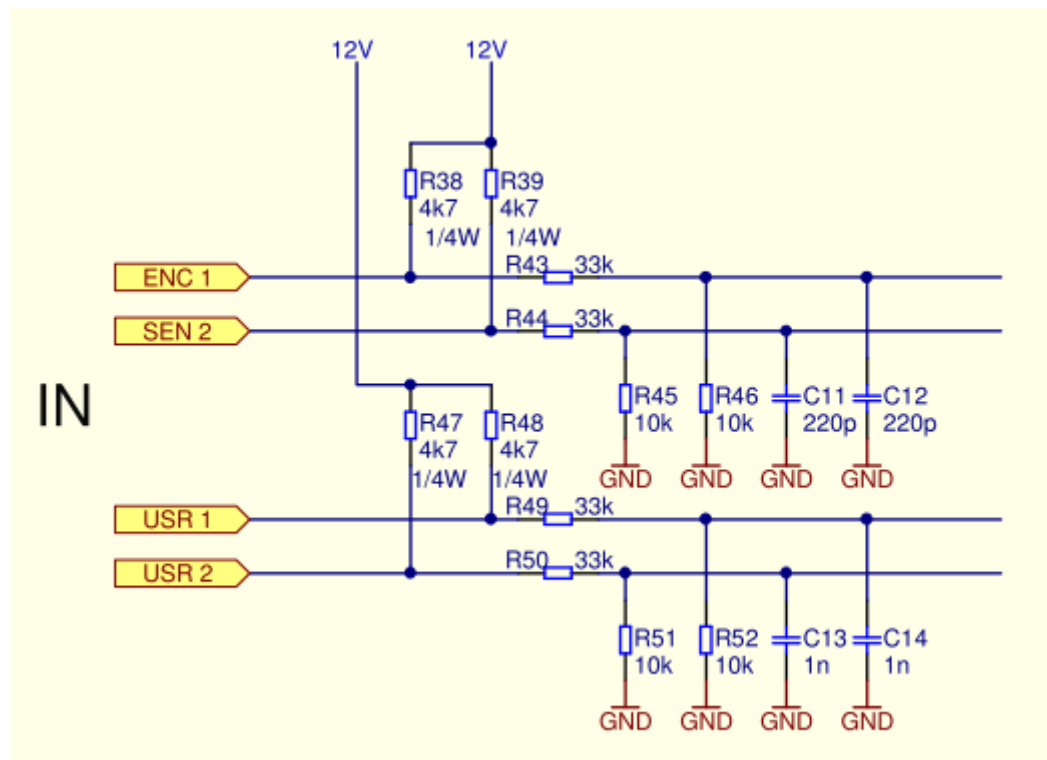 12V 12V
R38 R39
4k7 4k7
1/4W 1/4W
R43 33k
ENC 1
R44 33k
SEN 2
IN
R45 R46 C11 C12
10k 10k 220p 220p
R47 R48
4k7 4k7
1/4W 1/4W
GND GND GND GND
R49 33k
USR 1
R50 33k
USR 2
R51 R52 C13 C14
10k 10k 1n 1n
GND GND GND GND